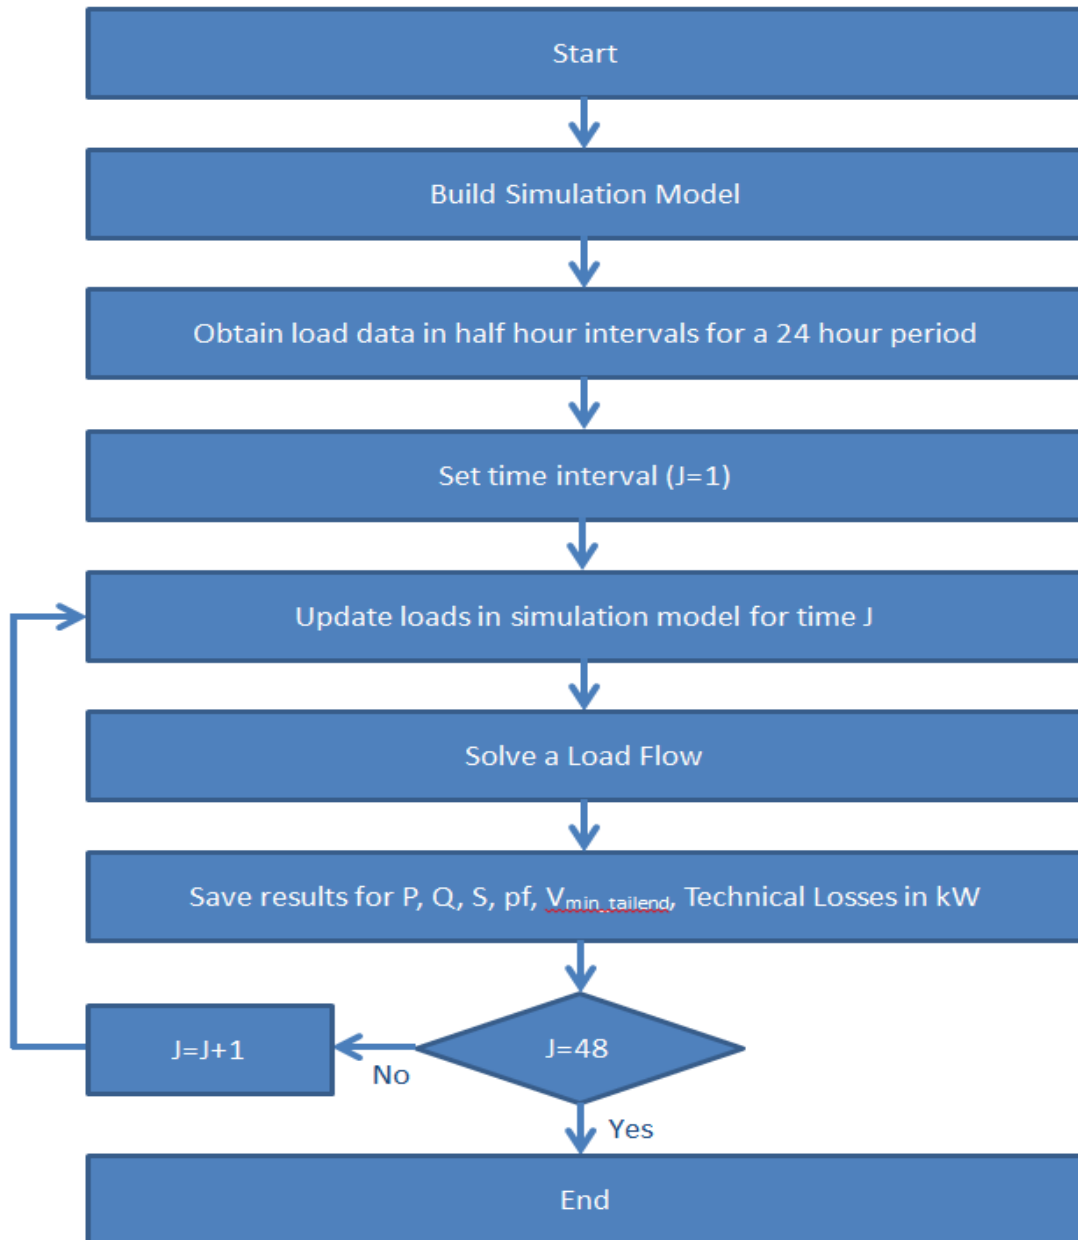 Start
Build Simulation Model
Obtain load data in half hour intervals for a 24 hour period
Set time interval (J=1)
Update loads in simulation model for time J
Solve a Load Flow
Save results for P, Q, S, pf, Vmin_tailend, Technical Losses in kW
J=48
J=J+1
No
Yes
End